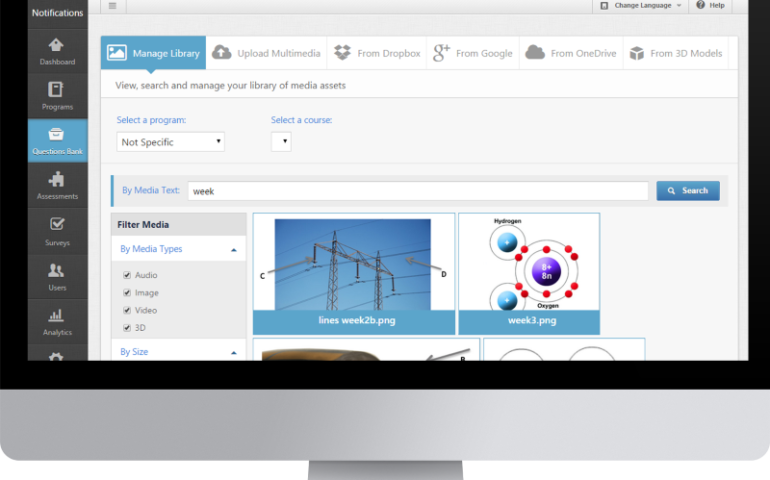 Notifications
Change Language
Help
Dashboard
Programs
Questions Bank
Assessments
Surveys
Users
Analytics
Manage Library
Upload Multimedia
g+ From Google
From Dropbox
From OneDrive
From 3D Models
View, search and manage your library of media assets
Select a program:
Select a course:
Not Specific
By Media Text:
week
Search
Filter Media
By Media Types
Audio
Image
Video
3D
By Size
C
D
lines week2b.png
Hydrogen
+
8+
8n
+
Oxygen
week3.png
B